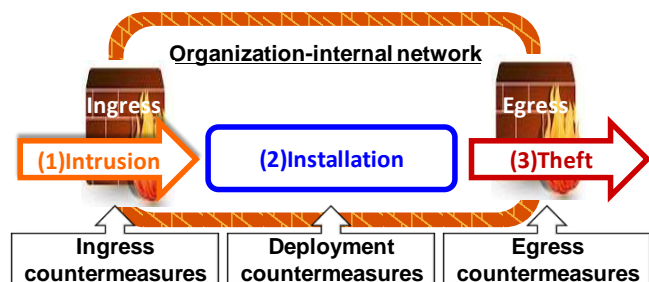 Organization-internal network
Ingress
Egress
(1)Intrusion
(2)Installation
(3)Theft
Ingress
countermeasures
Deployment
countermeasures
Egress
countermeasures